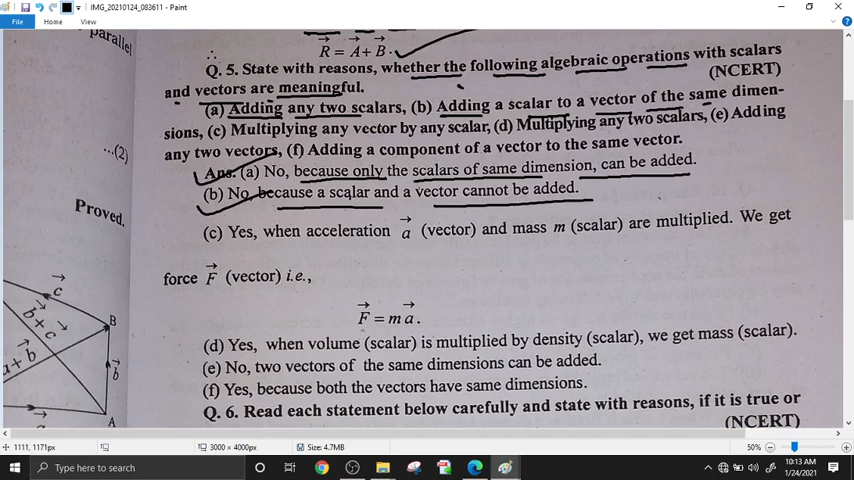 IMG_20210124_083611 - Paint
File
Home
View
parallel
∴ R = A + B.
Q. 5. State with reasons, whether the following algebraic operations with scalars
and vectors are meaningful. (NCERT)
(a) Adding any two scalars, (b) Adding a scalar to a vector of the same dimen-
sions, (c) Multiplying any vector by any scalar, (d) Multiplying any two scalars, (e) Adding
any two vectors, (f) Adding a component of a vector to the same vector.
...(2)
Ans. (a) No, because only the scalars of same dimension, can be added.
(b) No, because a scalar and a vector cannot be added.
Proved.
(c) Yes, when acceleration a (vector) and mass m (scalar) are multiplied. We get
force F (vector) i.e.,
F = m a.
(d) Yes, when volume (scalar) is multiplied by density (scalar), we get mass (scalar).
(e) No, two vectors of the same dimensions can be added.
(f) Yes, because both the vectors have same dimensions.
Q. 6. Read each statement below carefully and state with reasons, if it is true or
(NCERT)
c
B
b + c
a + b
b
A
1111, 1171px
3000 × 4000px
Size: 4.7MB
50%
Type here to search
10:13 AM
1/24/2021